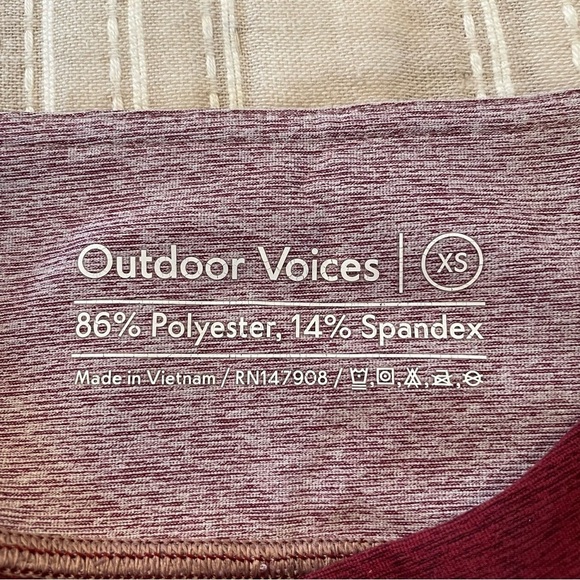 Outdoor Voices | XS
86% Polyester, 14% Spandex
Made in Vietnam / RN147908 /